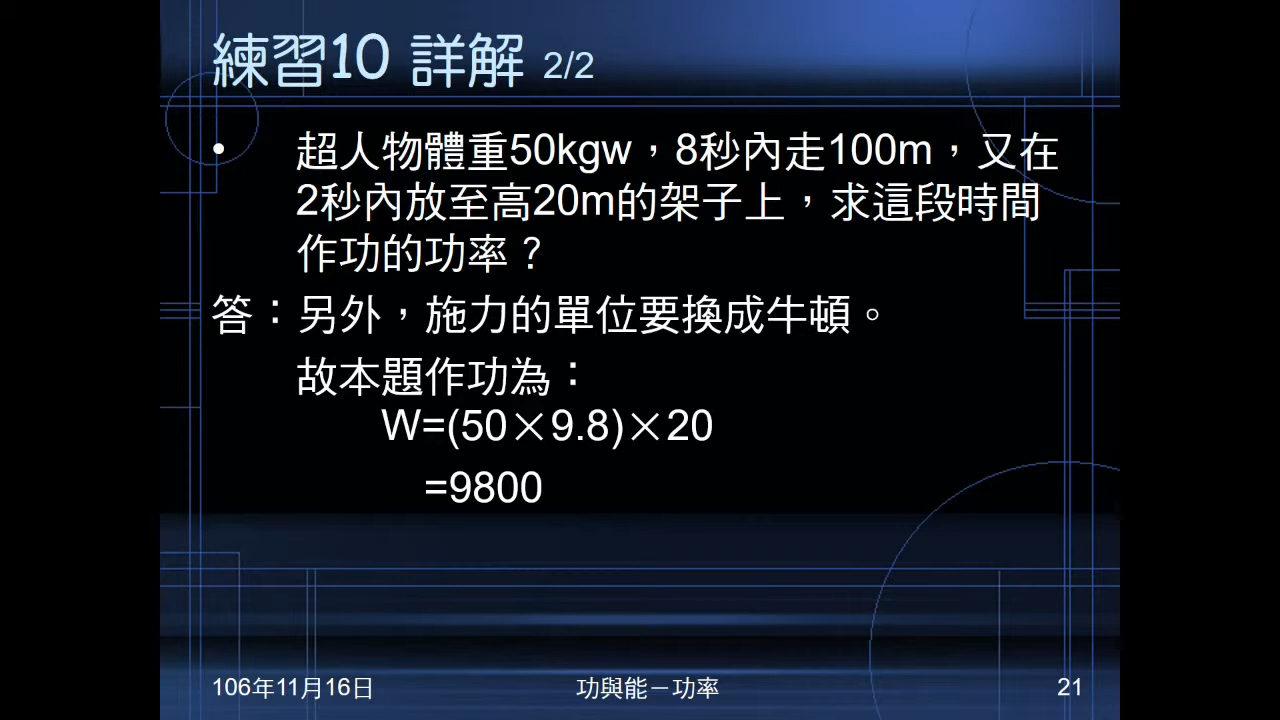 練習10 詳解 2/2
• 超人物體重50kgw,8秒內走100m,又在
2秒內放至高20m的架子上,求這段時間
作功的功率?
答:另外,施力的單位要換成牛頓。
故本題作功為:
W=(50×9.8)×20
=9800
106年11月16日 功與能－功率 21